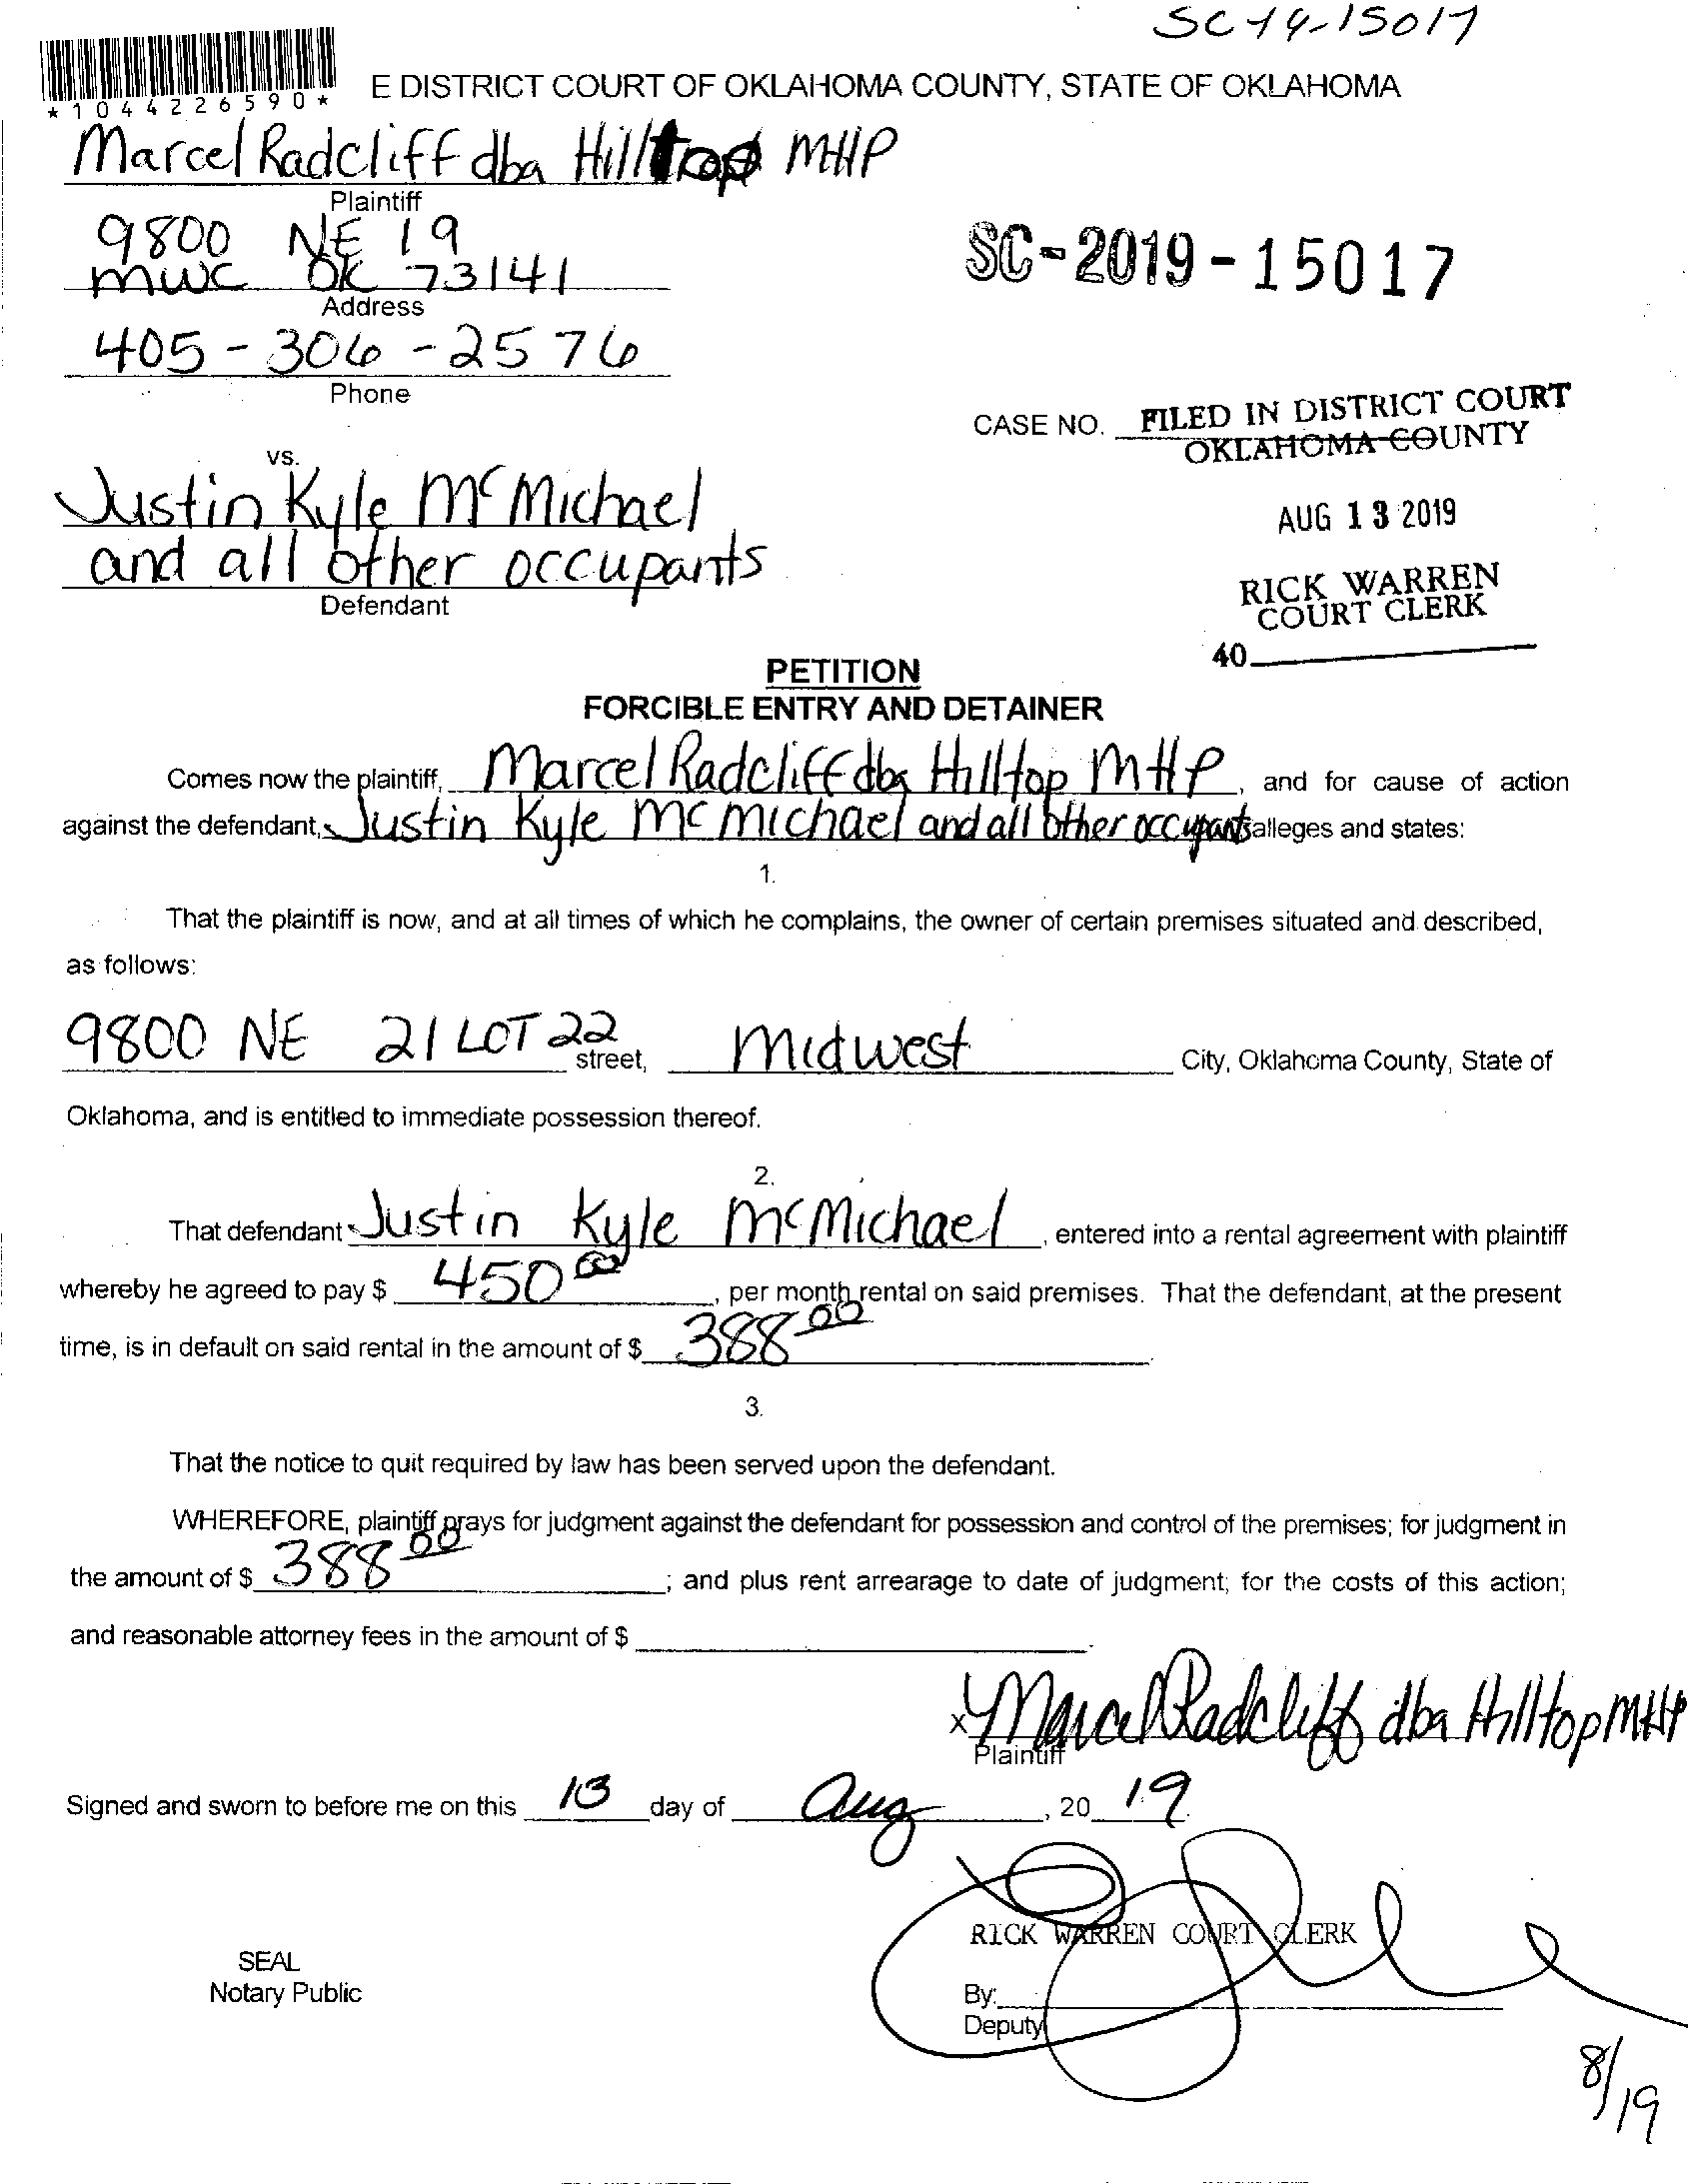 SC-19-15017
*1044226590*
E DISTRICT COURT OF OKLAHOMA COUNTY, STATE OF OKLAHOMA
Marcel Radcliff dba Hilltop MHP
Plaintiff
9800 NE 19
MWC OK 73141
Address
SC-2019-15017
405-306-2576
Phone
CASE NO. FILED IN DISTRICT COURT
OKLAHOMA COUNTY
vs.
Justin Kyle McMichael
AUG 13 2019
and all other occupants
Defendant
RICK WARREN
COURT CLERK
40
PETITION
FORCIBLE ENTRY AND DETAINER
Comes now the plaintiff, Marcel Radcliff dba Hilltop MHP, and for cause of action
against the defendant, Justin Kyle McMichael and all other occupants alleges and states:
1.
That the plaintiff is now, and at all times of which he complains, the owner of certain premises situated and described,
as follows:
9800 NE 21 LOT 22 street, Midwest City, Oklahoma County, State of
Oklahoma, and is entitled to immediate possession thereof.
2.
That defendant Justin Kyle McMichael, entered into a rental agreement with plaintiff
whereby he agreed to pay $ 450 00, per month rental on said premises. That the defendant, at the present
time, is in default on said rental in the amount of $ 388 00.
3.
That the notice to quit required by law has been served upon the defendant.
WHEREFORE, plaintiff prays for judgment against the defendant for possession and control of the premises; for judgment in
the amount of $ 388 00; and plus rent arrearage to date of judgment; for the costs of this action;
and reasonable attorney fees in the amount of $ .
x Marcel Radcliff dba Hilltop MHP
Plaintiff
Signed and sworn to before me on this 13 day of Aug, 20 19.
RICK WARREN COURT CLERK
SEAL
Notary Public
By:
Deputy
8/19